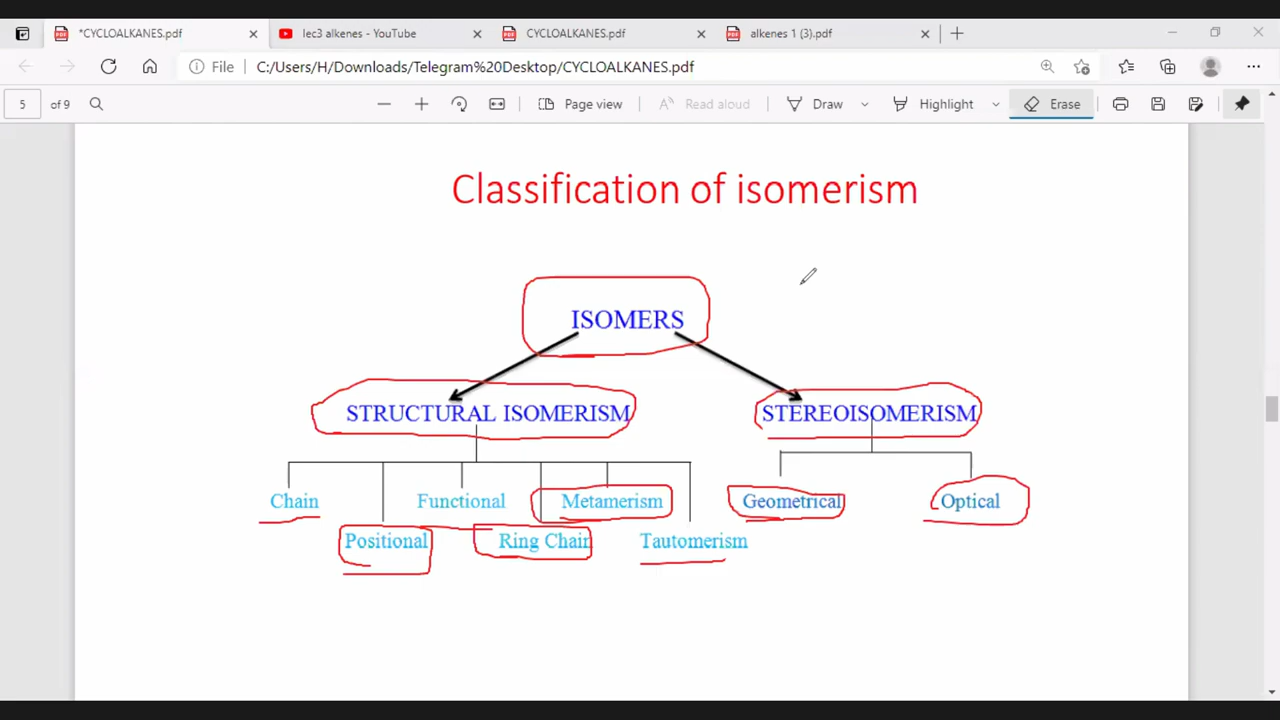 *CYCLOALKANES.pdf
lec3 alkenes - YouTube
CYCLOALKANES.pdf
alkenes 1 (3).pdf
File
C:/Users/H/Downloads/Telegram%20Desktop/CYCLOALKANES.pdf
5 of 9
Page view
Read aloud
Draw
Highlight
Erase
Classification of isomerism
ISOMERS
STRUCTURAL ISOMERISM
STEREOISOMERISM
Chain
Functional
Metamerism
Geometrical
Optical
Positional
Ring Chain
Tautomerism